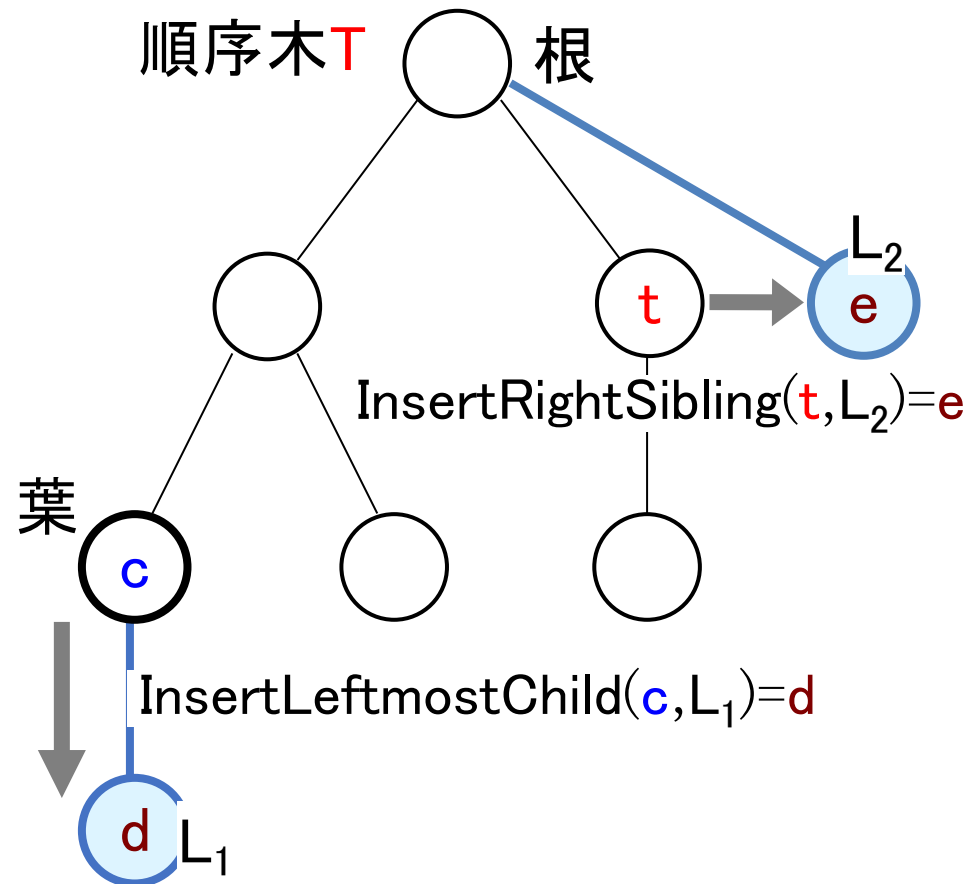 順序木T
根
L₂
t
e
InsertRightSibling(t,L₂)=e
葉
c
InsertLeftmostChild(c,L₁)=d
d
L₁